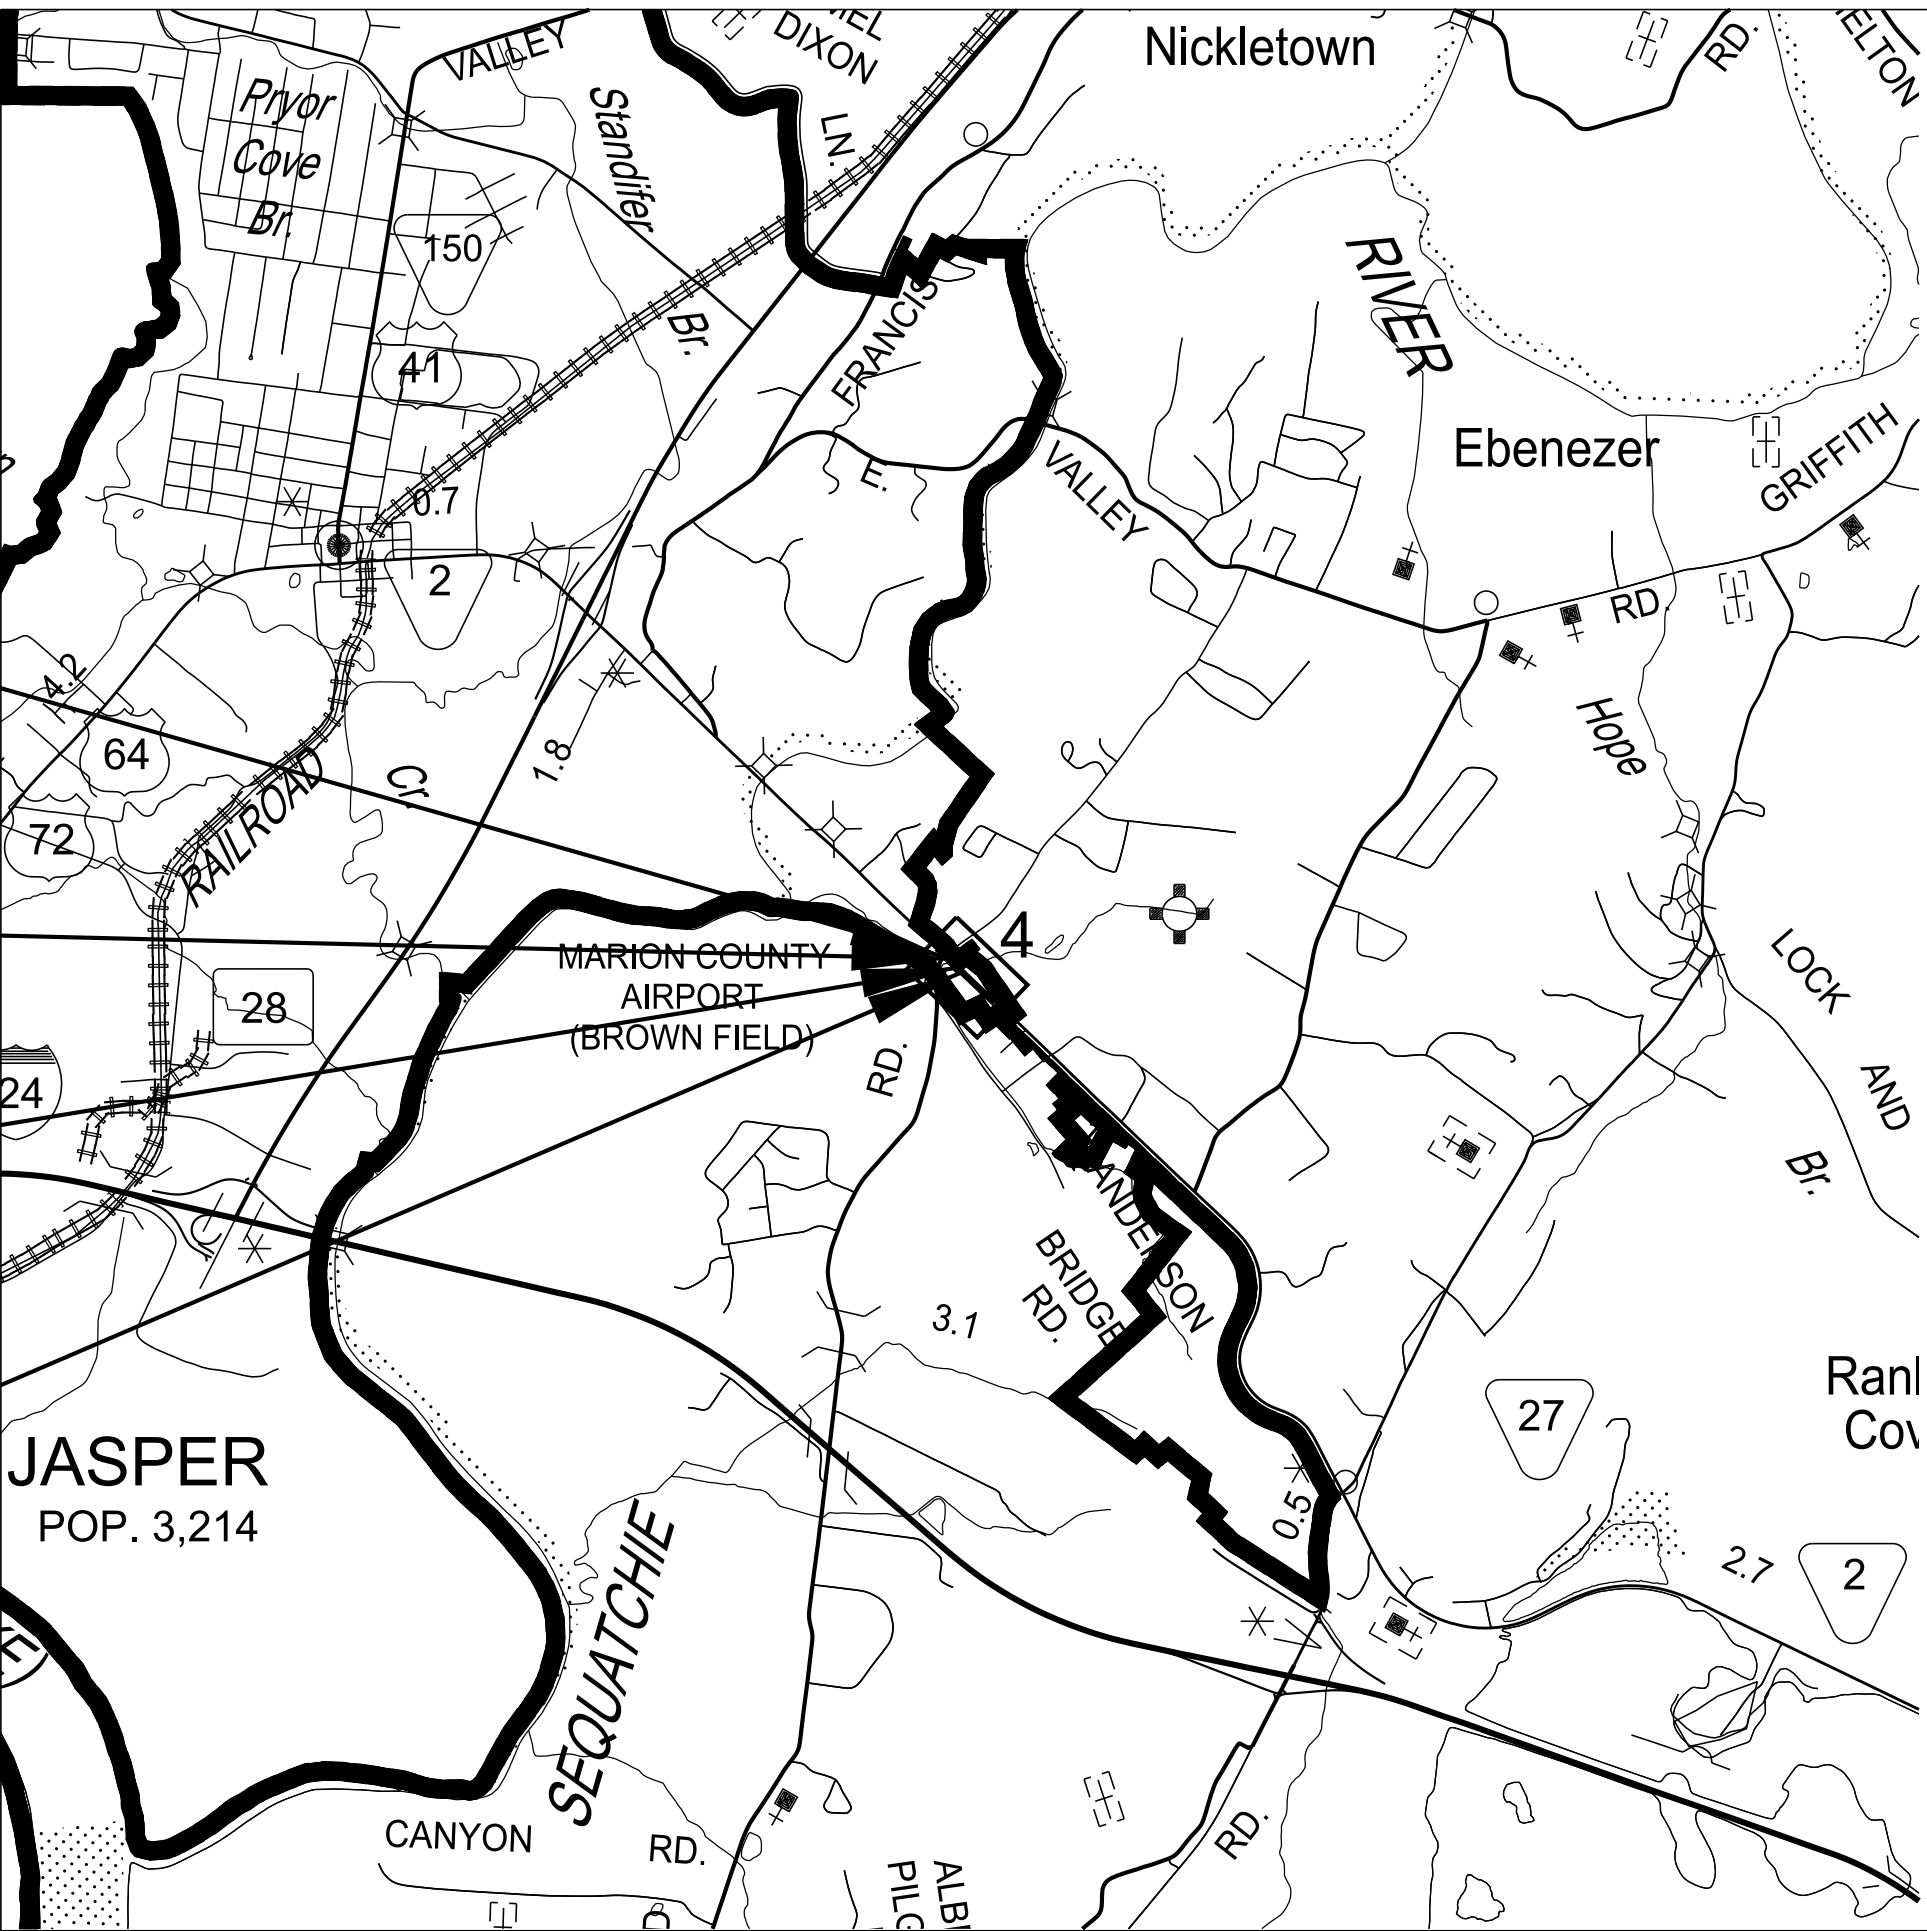 Nickletown
DIXON
LN.
RD.
ELTON
VALLEY
Pryor
Cove
Br.
Standifer
Br.
150
41
FRANCIS
RIVER
Ebenezer
GRIFFITH
RD.
E.
VALLEY
0.7
2
4.2
64
72
RAILROAD
Cr.
1.8
Hope
Br.
LOCK
AND
4
MARION COUNTY
AIRPORT
(BROWN FIELD)
28
24
RD.
ANDERSON
BRIDGE
RD.
3.1
27
JASPER
POP. 3,214
0.5
2.7
2
SEQUATCHIE
CANYON RD.
RD.